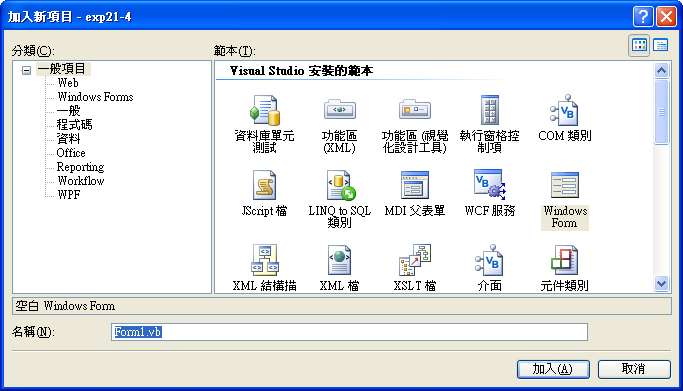 加入新項目 - exp21-4
分類(C):
範本(T):
一般項目
Web
Windows Forms
一般
程式碼
資料
Office
Reporting
Workflow
WPF
Visual Studio 安裝的範本
資料庫單元
測試
功能區
(XML)
功能區 (視覺
化設計工具)
執行窗格控
制項
COM 類別
JScript 檔
LINQ to SQL
類別
MDI 父表單
WCF 服務
Windows
Form
XML 結構描
XML 檔
XSLT 檔
介面
元件類別
空白 Windows Form
名稱(N):
Form1.vb
加入(A)
取消